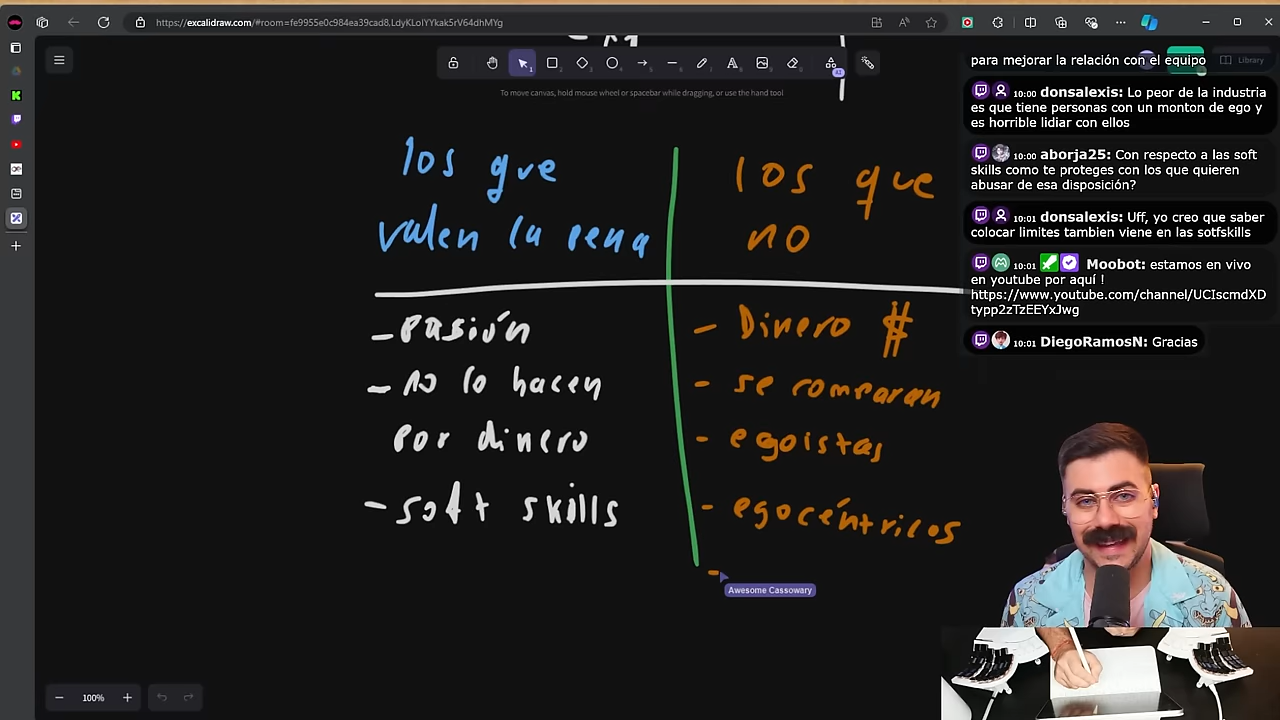 https://excalidraw.com/#room=fe9955e0c984ea39cad8.LdyKLoIYYkak5rV64dhMYg
To move canvas, hold mouse wheel or spacebar while dragging, or use the hand tool
Library
los que
valen la pena
los que
no
- Pasión
- no lo hacen
por dinero
- soft skills
- Dinero $
- se comparan
- egoistas
- egocéntricos
-
Awesome Cassowary
100%
para mejorar la relación con el equipo
10:00 donsalexis: Lo peor de la industria
es que tiene personas con un monton de ego y
es horrible lidiar con ellos
10:00 aborja25: Con respecto a las soft
skills como te proteges con los que quieren
abusar de esa disposición?
10:01 donsalexis: Uff, yo creo que saber
colocar limites tambien viene en las sotfskills
10:01 Moobot: estamos en vivo
en youtube por aquí !
https://www.youtube.com/channel/UCIscmdXD
typp2zTzEEYxJwg
10:01 DiegoRamosN: Gracias